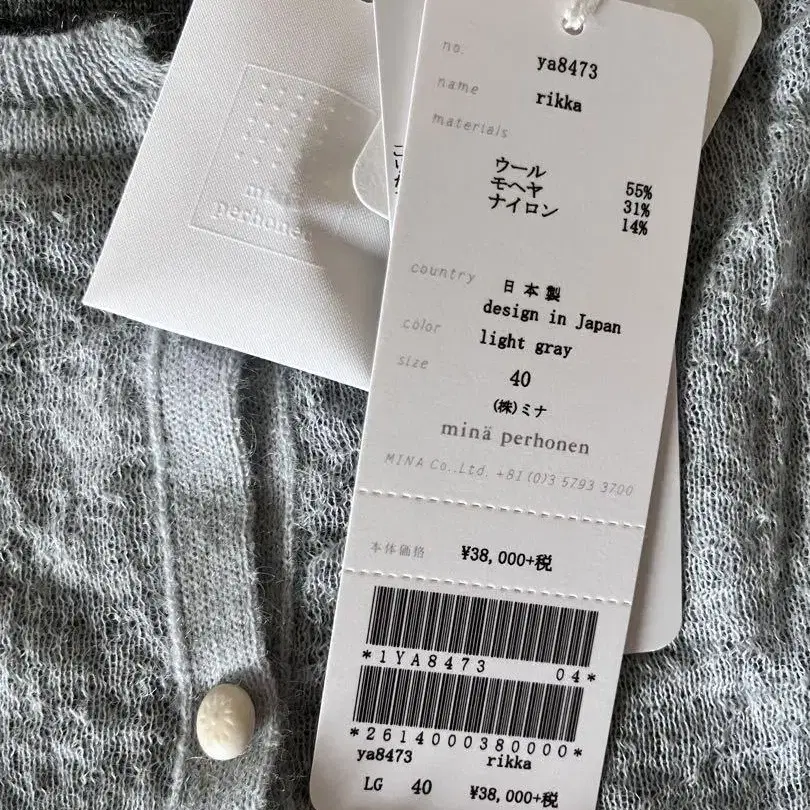 minä
perhonen
no. ya8473
name rikka
materials
ウール 55%
モヘヤ 31%
ナイロン 14%
country 日本製
design in Japan
color light gray
size 40
(株)ミナ
minä perhonen
MINA Co.,Ltd. +81(0)3 5793 3700
本体価格 ¥38,000+税
*1YA8473 04*
*2614000380000*
ya8473 rikka
LG 40 ¥38,000+税